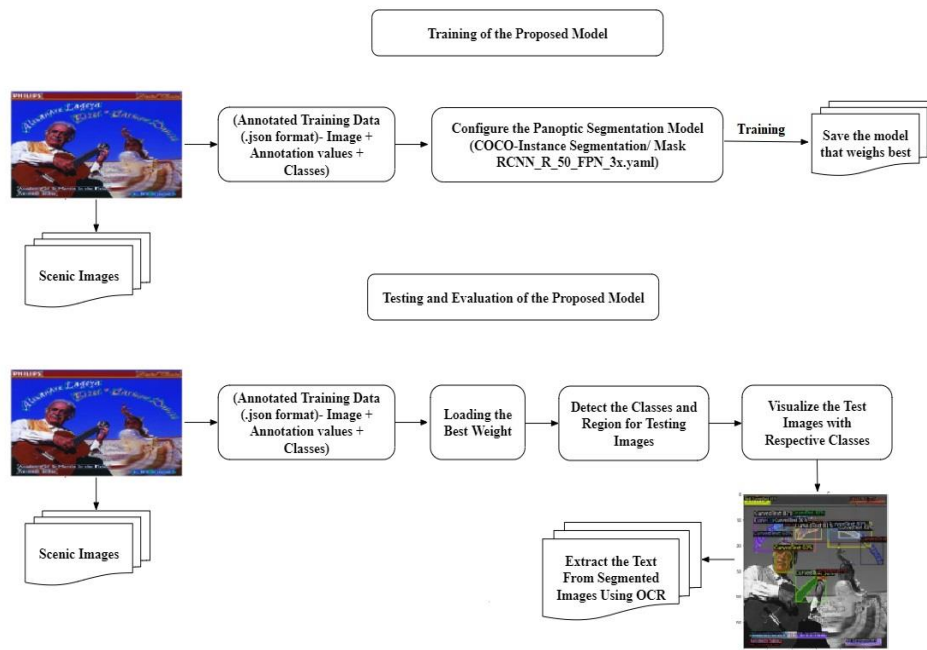 Training of the Proposed Model
PHILIPS
Alexandre Lagoya
(Annotated Training Data
(.json format)- Image +
Annotation values +
Classes)
Configure the Panoptic Segmentation Model
(COCO-Instance Segmentation/ Mask
RCNN_R_50_FPN_3x.yaml)
Training
Save the model
that weighs best
Scenic Images
Testing and Evaluation of the Proposed Model
PHILIPS
Alexandre Lagoya
(Annotated Training Data
(.json format)- Image +
Annotation values +
Classes)
Loading the
Best Weight
Detect the Classes and
Region for Testing
Images
Visualize the Test
Images with
Respective Classes
Scenic Images
Extract the Text
From Segmented
Images Using OCR